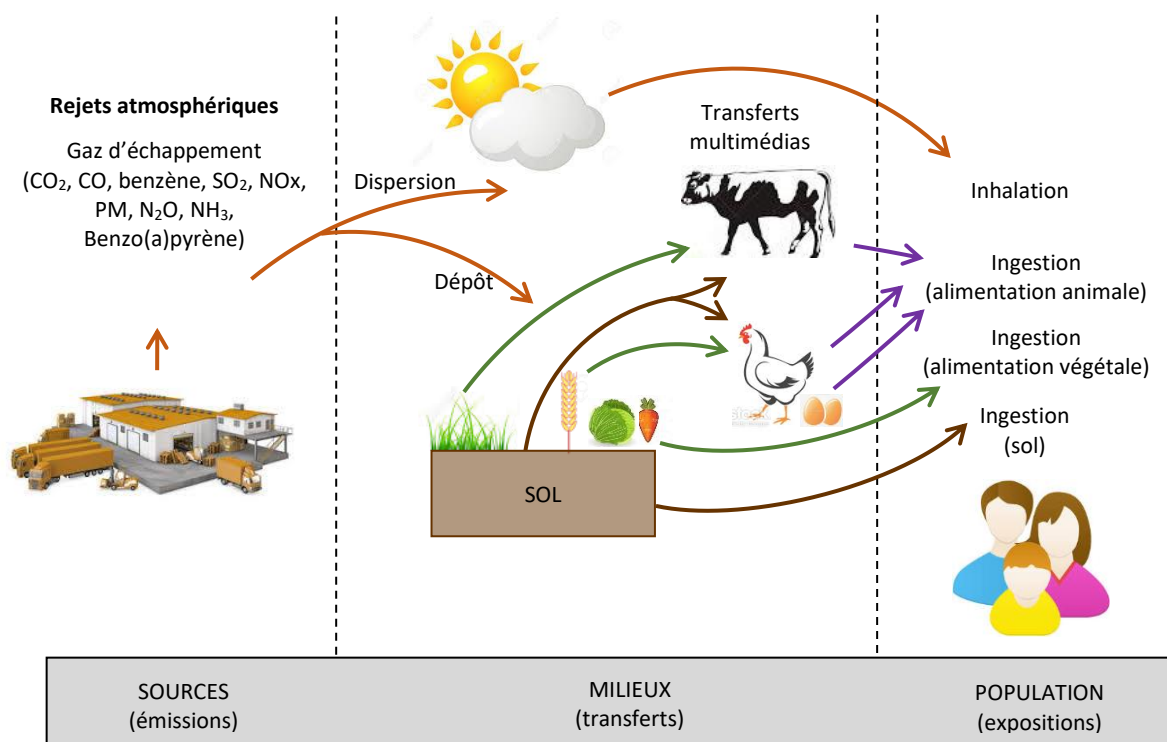 Rejets atmosphériques
Gaz d'échappement
(CO₂, CO, benzène, SO₂, NOx,
PM, N₂O, NH₃,
Benzo(a)pyrène)
Dispersion
Dépôt
Transferts
multimédias
SOL
Inhalation
Ingestion
(alimentation animale)
Ingestion
(alimentation végétale)
Ingestion
(sol)
SOURCES
(émissions)
MILIEUX
(transferts)
POPULATION
(expositions)